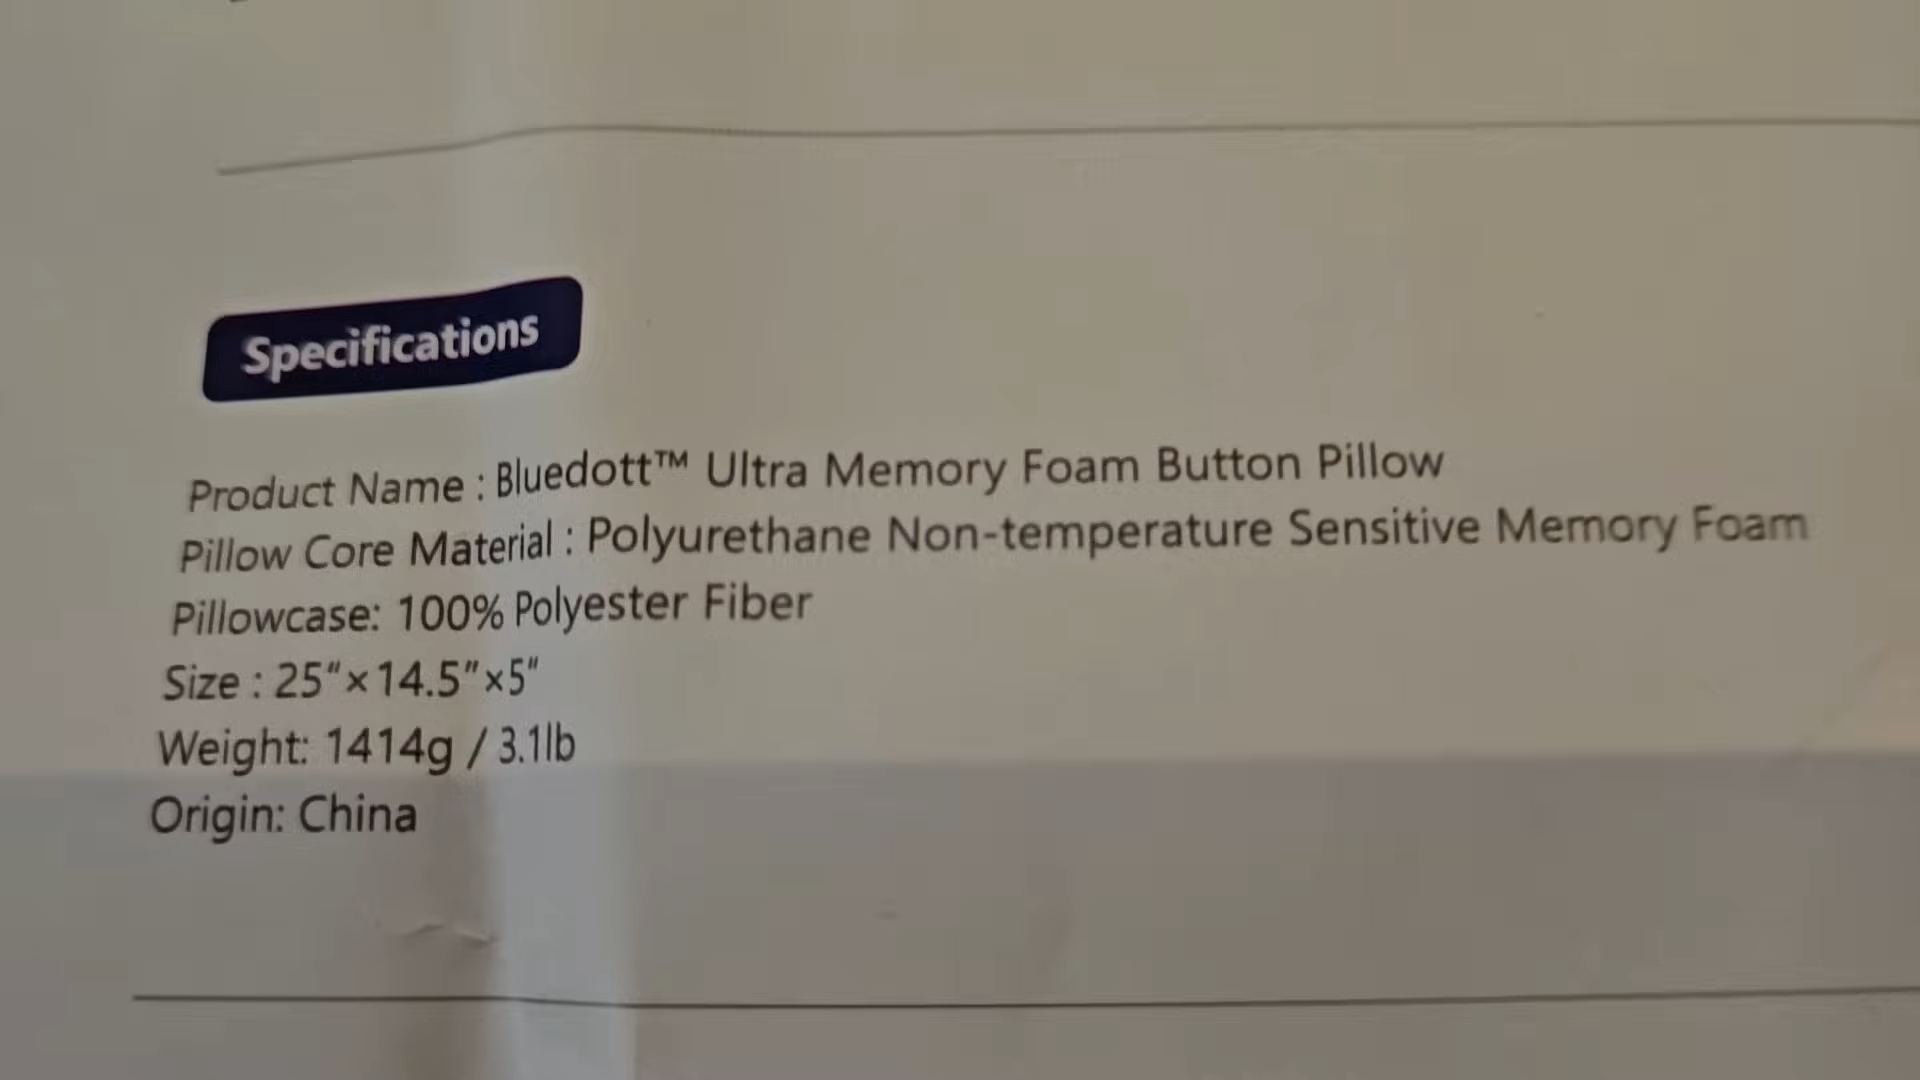 Specifications
Product Name : Bluedott™ Ultra Memory Foam Button Pillow
Pillow Core Material : Polyurethane Non-temperature Sensitive Memory Foam
Pillowcase: 100% Polyester Fiber
Size : 25“×14.5”×5”
Weight: 1414g / 3.1lb
Origin: China